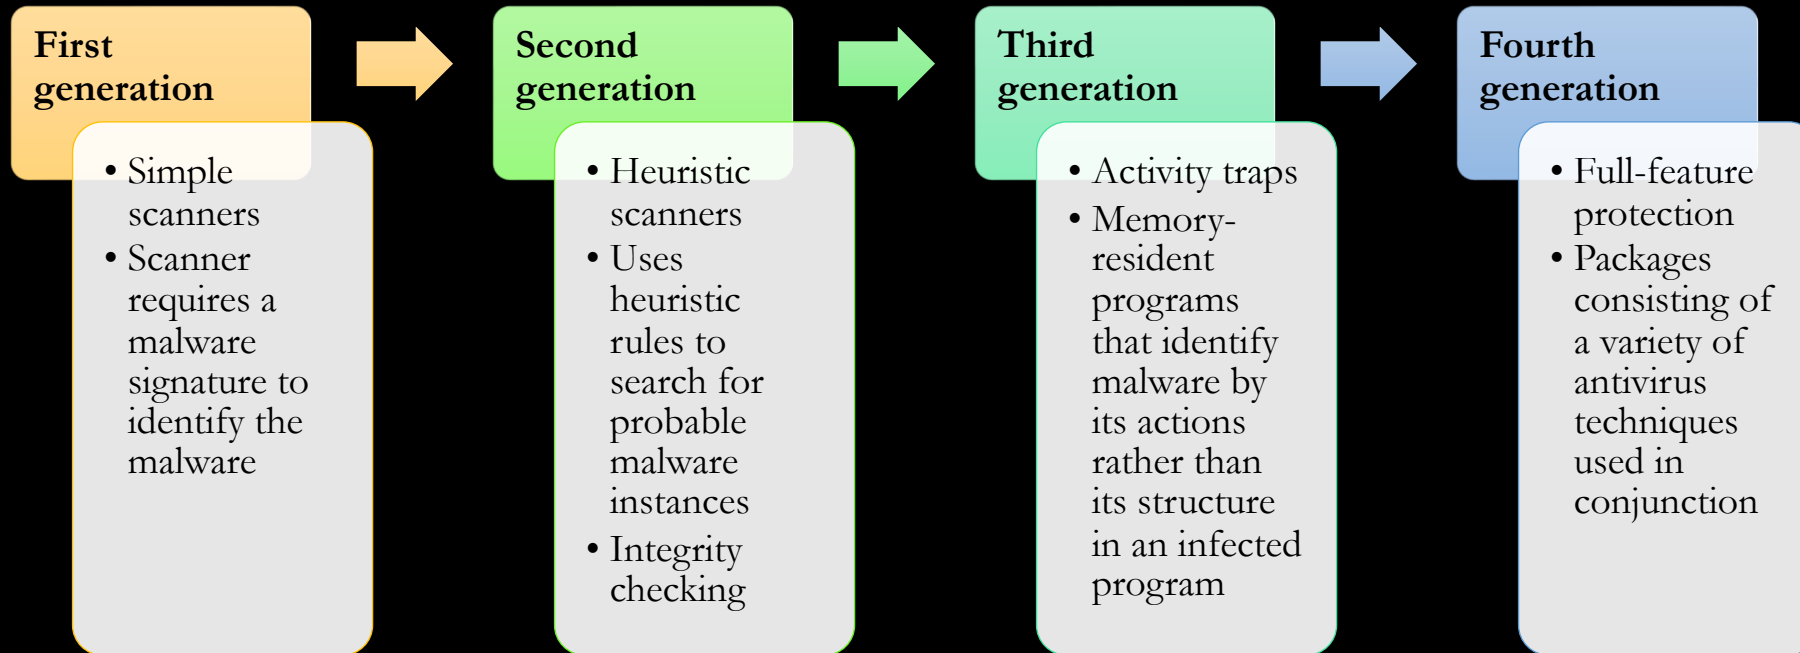 First
generation
• Simple
scanners
• Scanner
requires a
malware
signature to
identify the
malware
Second
generation
• Heuristic
scanners
• Uses
heuristic
rules to
search for
probable
malware
instances
• Integrity
checking
Third
generation
• Activity traps
• Memory-
resident
programs
that identify
malware by
its actions
rather than
its structure
in an infected
program
Fourth
generation
• Full-feature
protection
• Packages
consisting of
a variety of
antivirus
techniques
used in
conjunction